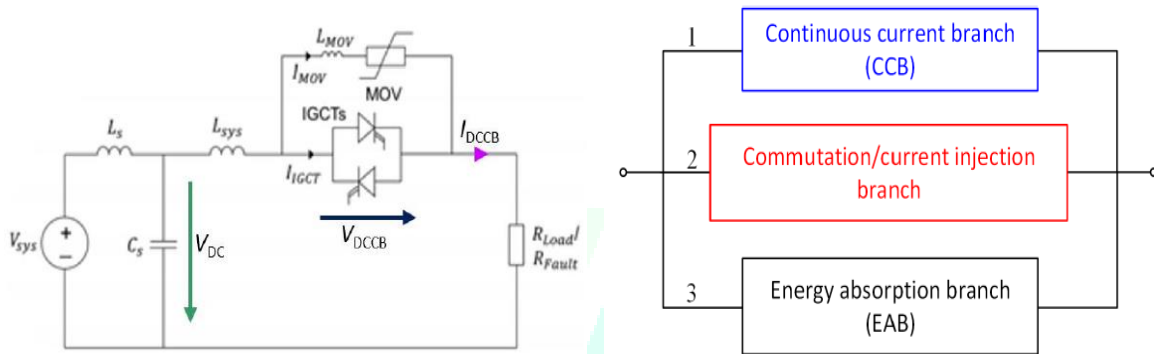 L_MOV
I_MOV
MOV
IGCTs
L_s
L_sys
I_DCCB
I_IGCT
V_DCCB
V_sys
+
−
C_s
V_DC
R_Load/
R_Fault
1
Continuous current branch
(CCB)
2
Commutation/current injection
branch
3
Energy absorption branch
(EAB)